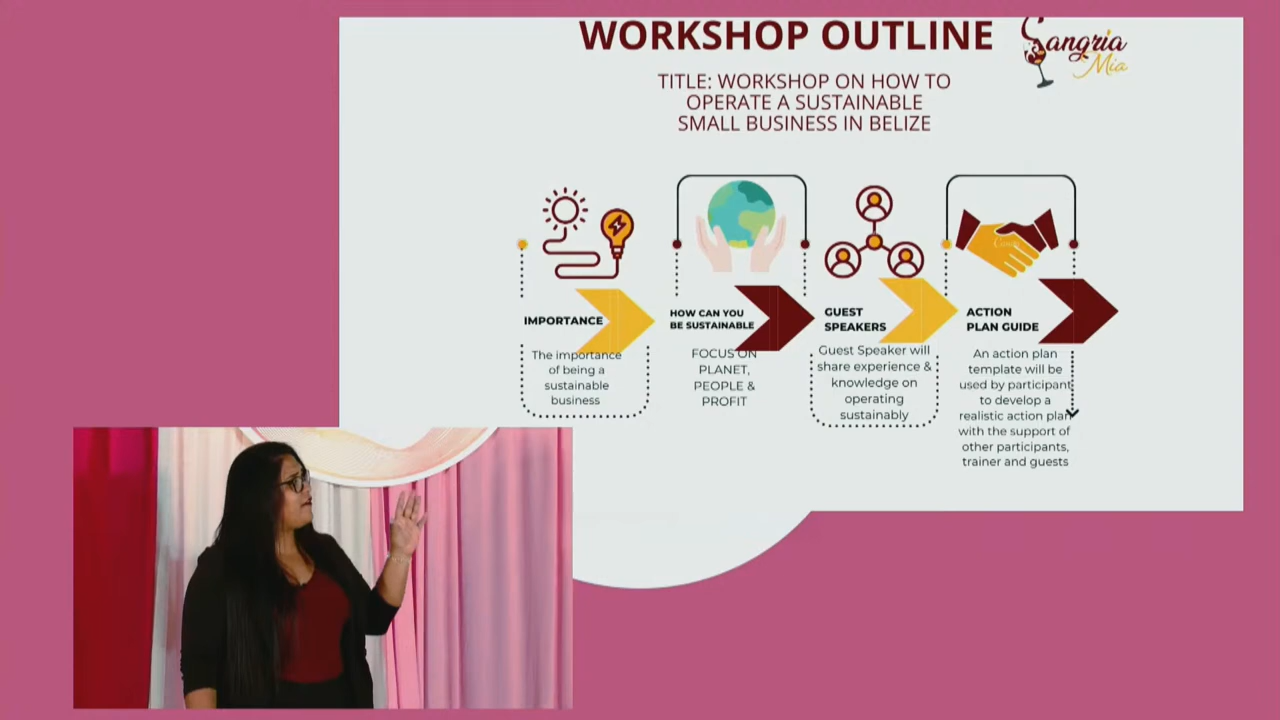 WORKSHOP OUTLINE
Sangria
Mia
TITLE: WORKSHOP ON HOW TO
OPERATE A SUSTAINABLE
SMALL BUSINESS IN BELIZE
IMPORTANCE
The importance
of being a
sustainable
business
HOW CAN YOU
BE SUSTAINABLE
FOCUS ON
PLANET,
PEOPLE &
PROFIT
GUEST
SPEAKERS
Guest Speaker will
share experience &
knowledge on
operating
sustainably
Canva
ACTION
PLAN GUIDE
An action plan
template will be
used by participant
to develop a
realistic action plan
with the support of
other participants,
trainer and guests